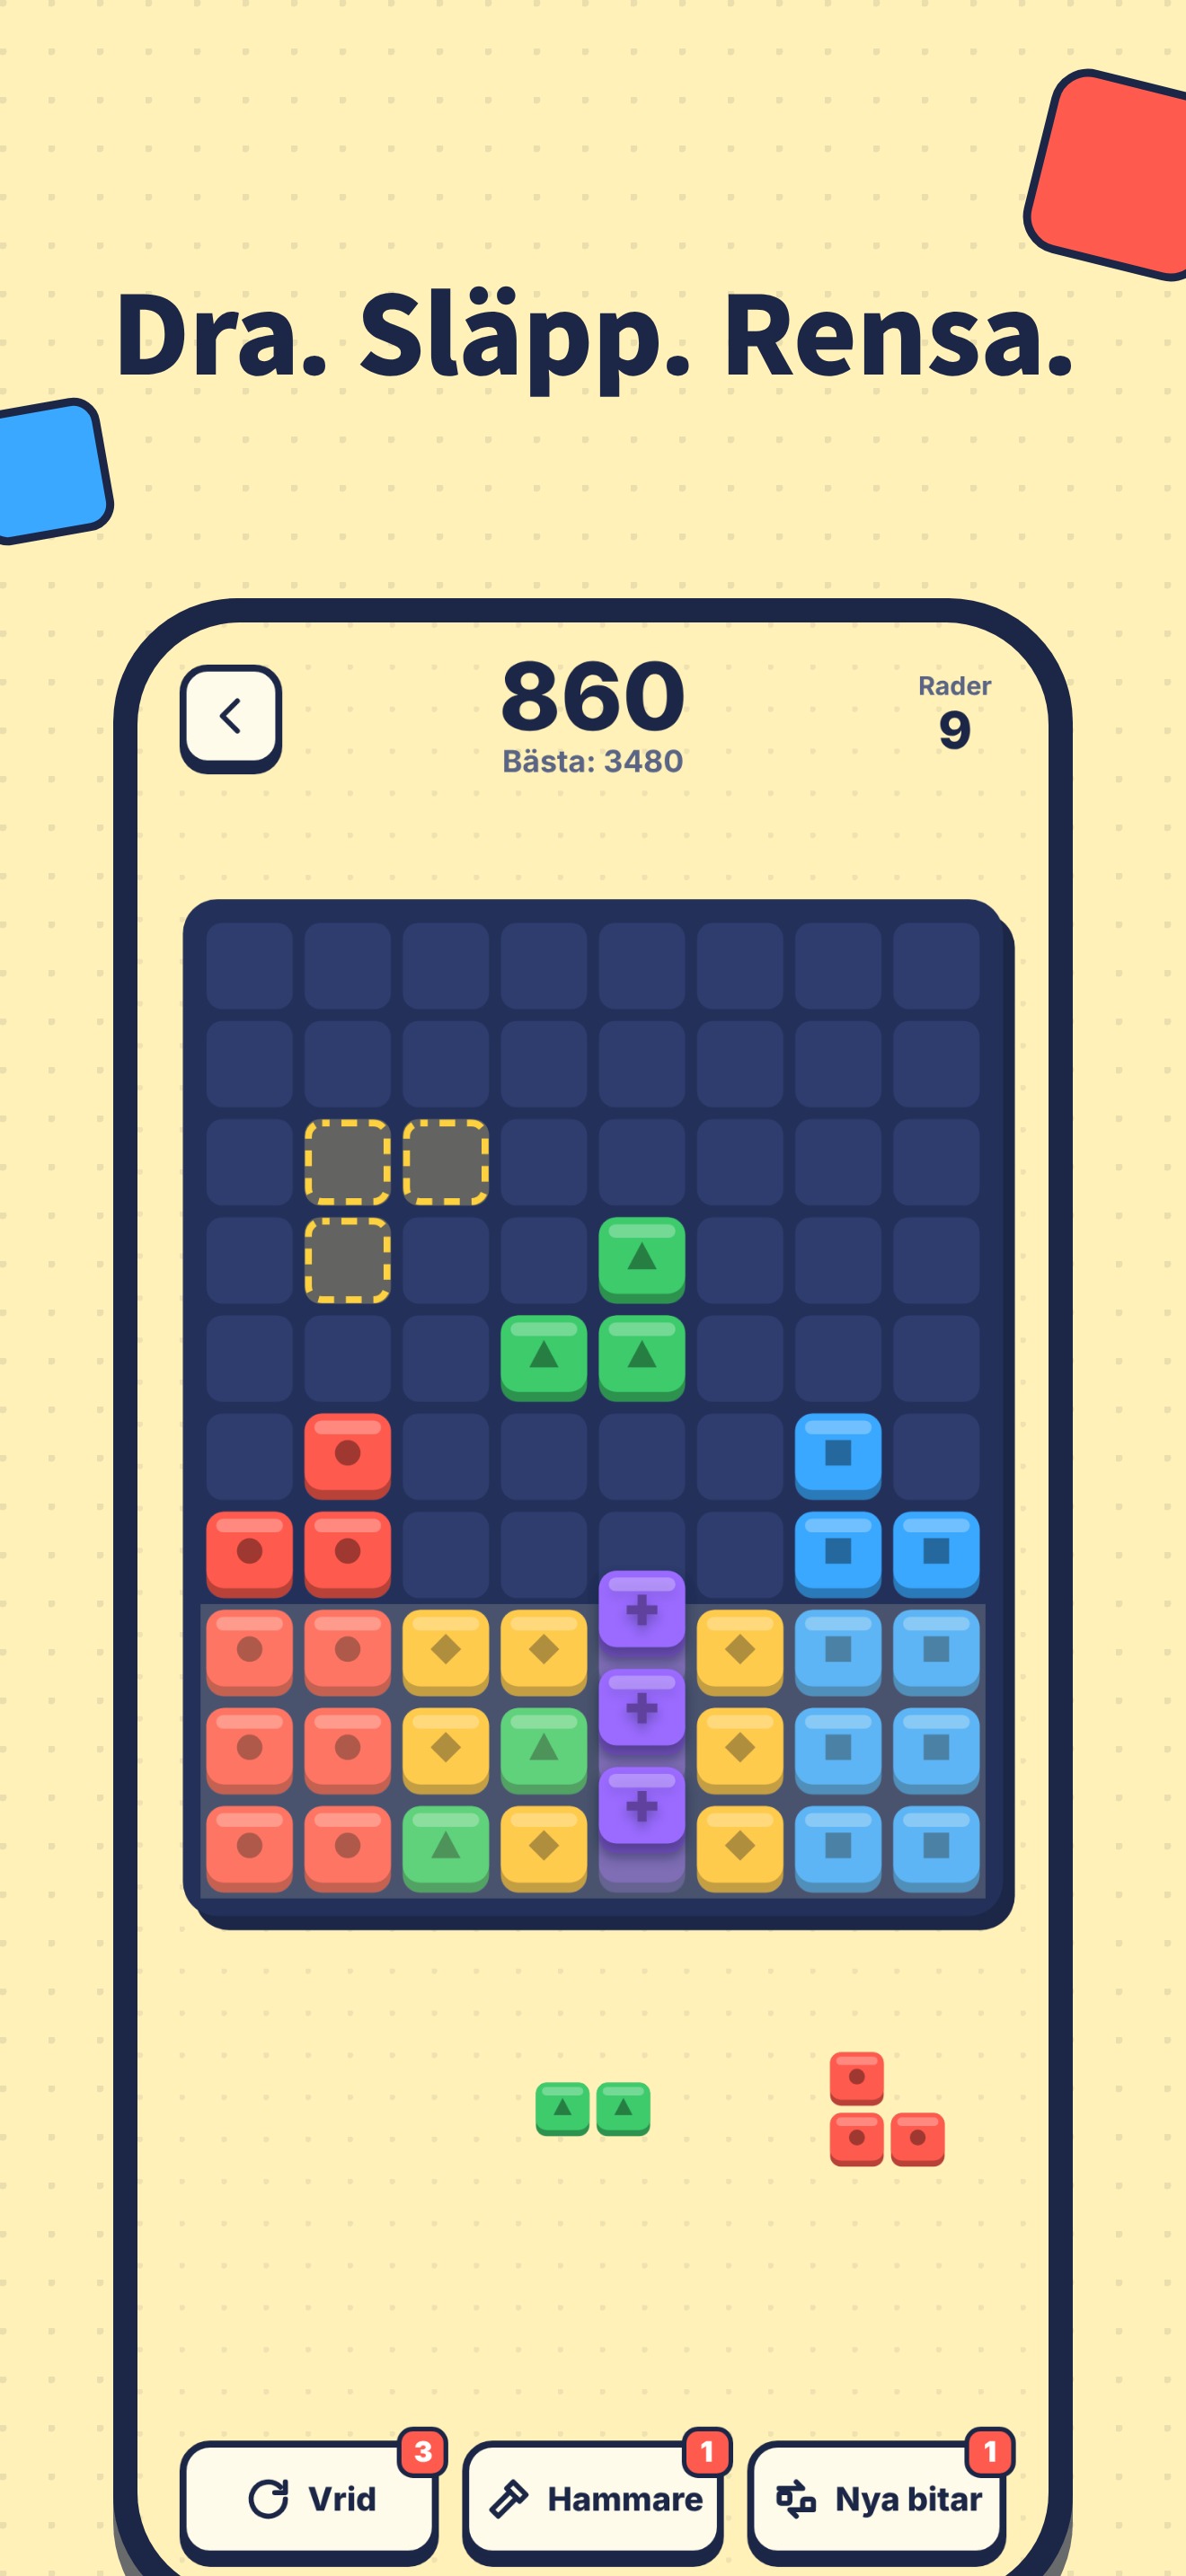 Dra. Släpp. Rensa.
860
Bästa: 3480
Rader
9
3
Vrid
1
Hammare
1
Nya bitar